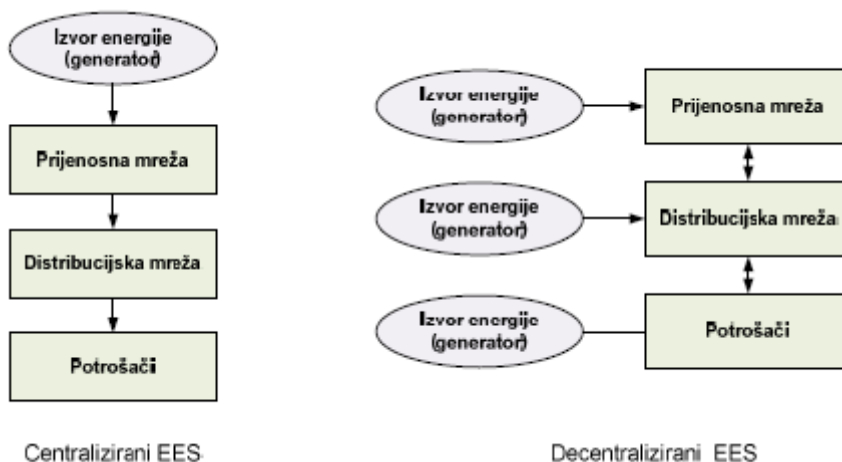 Izvor energije
(generator)
Prijenosna mreža
Distribucijska mreža
Potrošači
Centralizirani EES
Izvor energije
(generator)
Prijenosna mreža
Izvor energije
(generator)
Distribucijska mreža
Izvor energije
(generator)
Potrošači
Decentralizirani EES